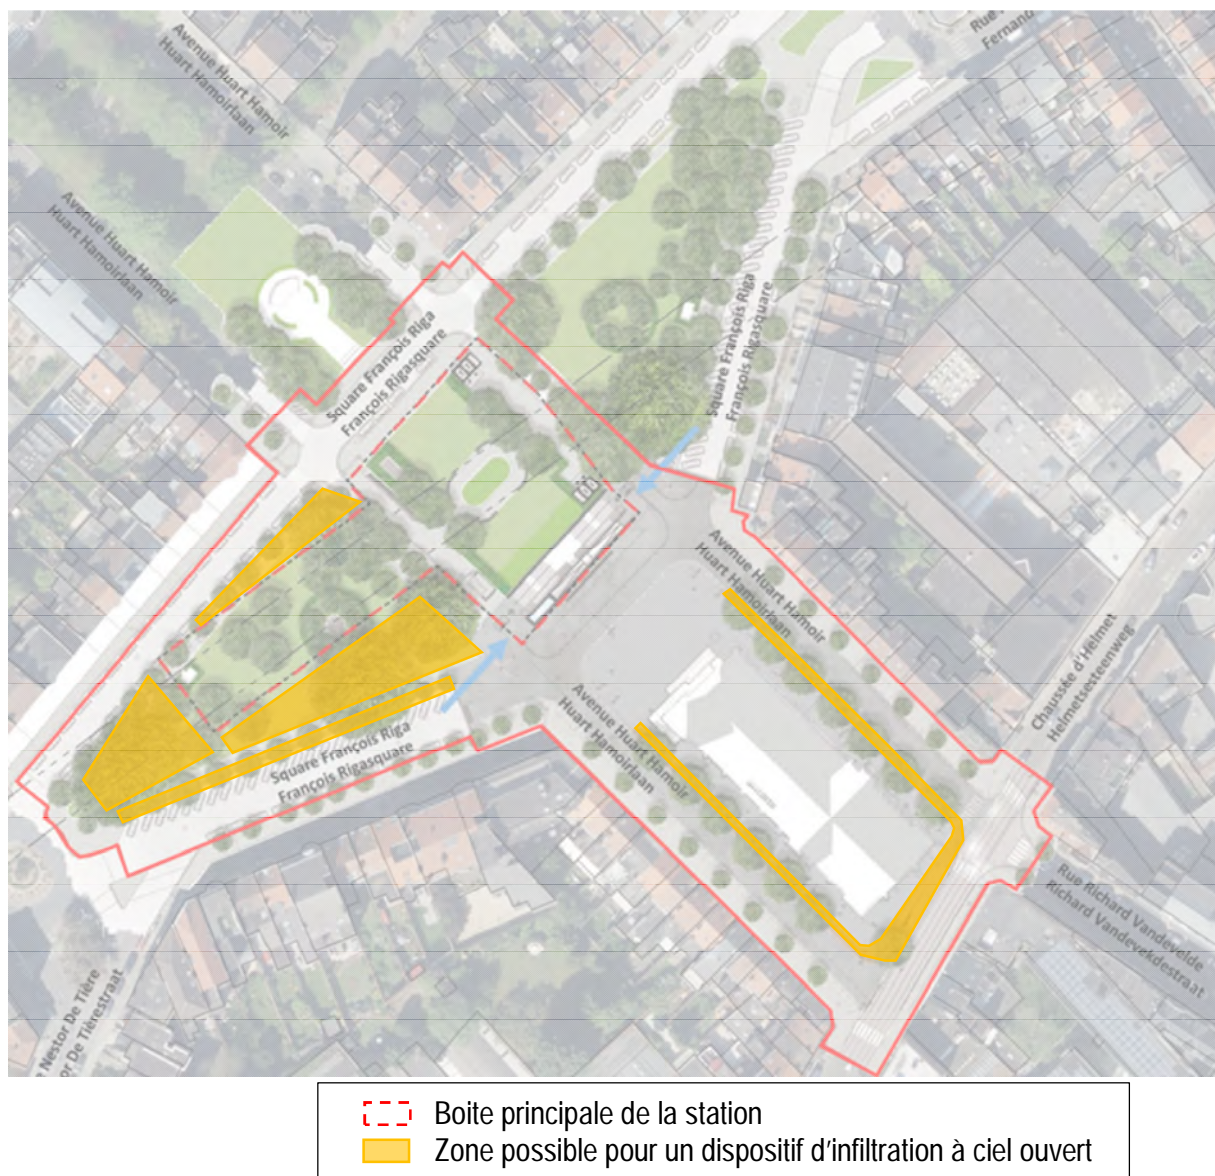 Avenue Huart Hamoir
Huart Hamoirlaan
Rue
Fernand
Avenue Huart Hamoir
Huart Hamoirlaan
Square François Riga
François Rigasquare
Square François Riga
François Rigasquare
Avenue Huart Hamoir
Huart Hamoirlaan
Chaussée d'Helmet
Helmetsesteenweg
Avenue Huart Hamoir
Huart Hamoirlaan
Square François Riga
François Rigasquare
Rue Richard Vandevelde
Richard Vandeveldestraat
Nestor De Tière
or De Tièrestraat
Boite principale de la station
Zone possible pour un dispositif d'infiltration à ciel ouvert